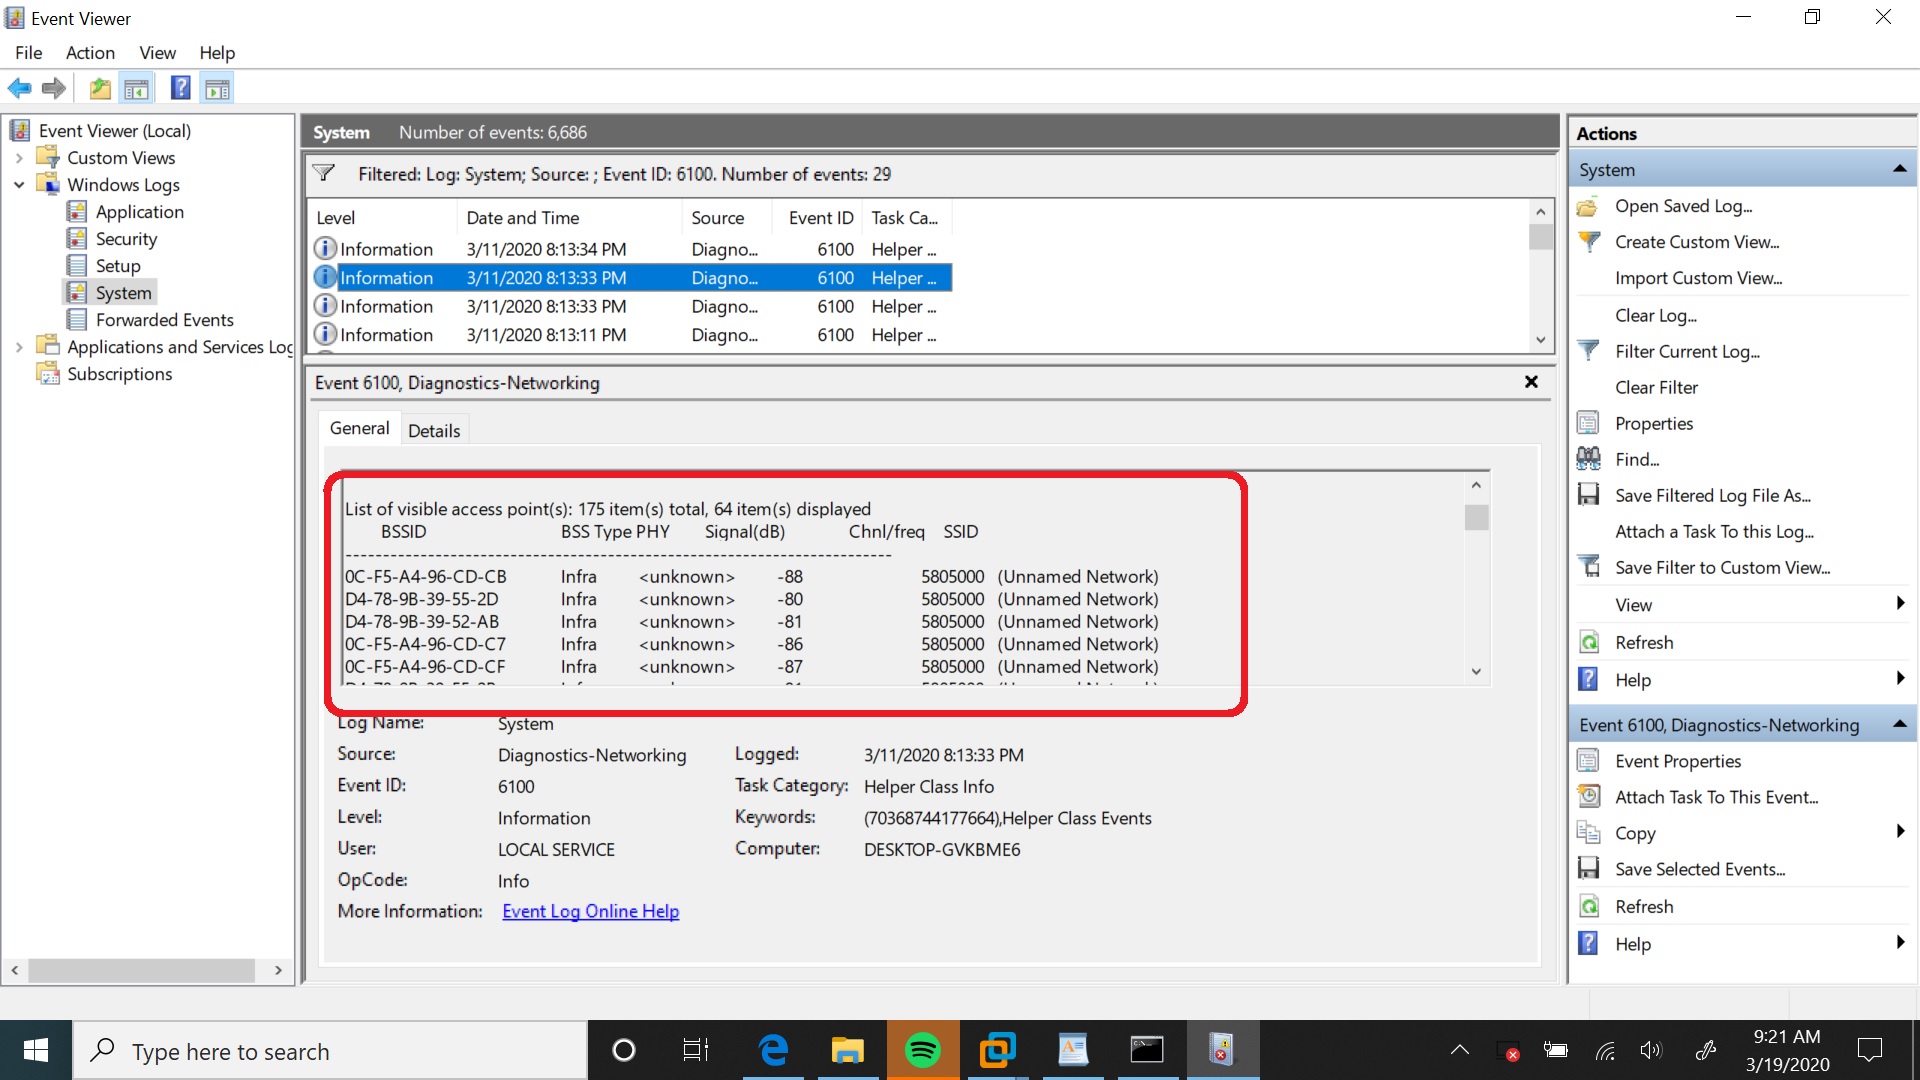 Event Viewer
File Action View Help
Event Viewer (Local)
Custom Views
Windows Logs
Application
Security
Setup
System
Forwarded Events
Applications and Services Log
Subscriptions
System Number of events: 6,686
Filtered: Log: System; Source: ; Event ID: 6100. Number of events: 29
Level Date and Time Source Event ID Task Ca...
Information 3/11/2020 8:13:34 PM Diagno... 6100 Helper ...
Information 3/11/2020 8:13:33 PM Diagno... 6100 Helper ...
Information 3/11/2020 8:13:33 PM Diagno... 6100 Helper ...
Information 3/11/2020 8:13:11 PM Diagno... 6100 Helper ...
Event 6100, Diagnostics-Networking
General Details
List of visible access point(s): 175 item(s) total, 64 item(s) displayed
BSSID BSS Type PHY Signal(dB) Chnl/freq SSID
-------------------------------------------------------------------------
0C-F5-A4-96-CD-CB Infra <unknown> -88 5805000 (Unnamed Network)
D4-78-9B-39-55-2D Infra <unknown> -80 5805000 (Unnamed Network)
D4-78-9B-39-52-AB Infra <unknown> -81 5805000 (Unnamed Network)
0C-F5-A4-96-CD-C7 Infra <unknown> -86 5805000 (Unnamed Network)
0C-F5-A4-96-CD-CF Infra <unknown> -87 5805000 (Unnamed Network)
Log Name: System
Source: Diagnostics-Networking Logged: 3/11/2020 8:13:33 PM
Event ID: 6100 Task Category: Helper Class Info
Level: Information Keywords: (70368744177664),Helper Class Events
User: LOCAL SERVICE Computer: DESKTOP-GVKBME6
OpCode: Info
More Information: Event Log Online Help
Actions
System
Open Saved Log...
Create Custom View...
Import Custom View...
Clear Log...
Filter Current Log...
Clear Filter
Properties
Find...
Save Filtered Log File As...
Attach a Task To this Log...
Save Filter to Custom View...
View
Refresh
Help
Event 6100, Diagnostics-Networking
Event Properties
Attach Task To This Event...
Copy
Save Selected Events...
Refresh
Help
Type here to search
9:21 AM
3/19/2020